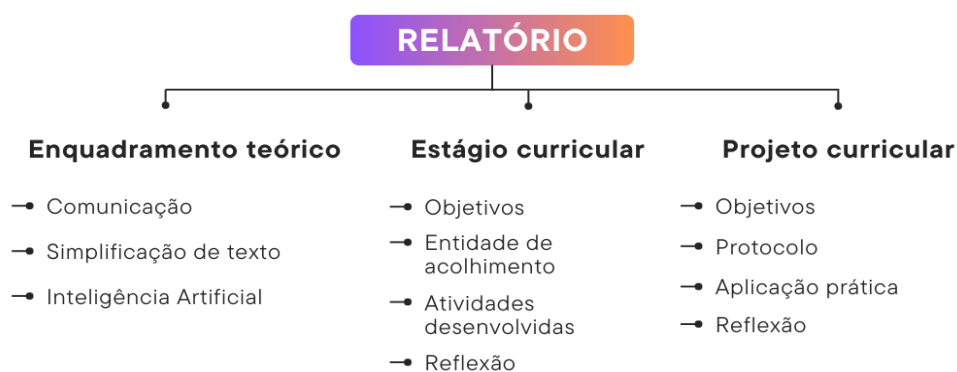 RELATÓRIO
Enquadramento teórico
Comunicação
Simplificação de texto
Inteligência Artificial
Estágio curricular
Objetivos
Entidade de
acolhimento
Atividades
desenvolvidas
Reflexão
Projeto curricular
Objetivos
Protocolo
Aplicação prática
Reflexão